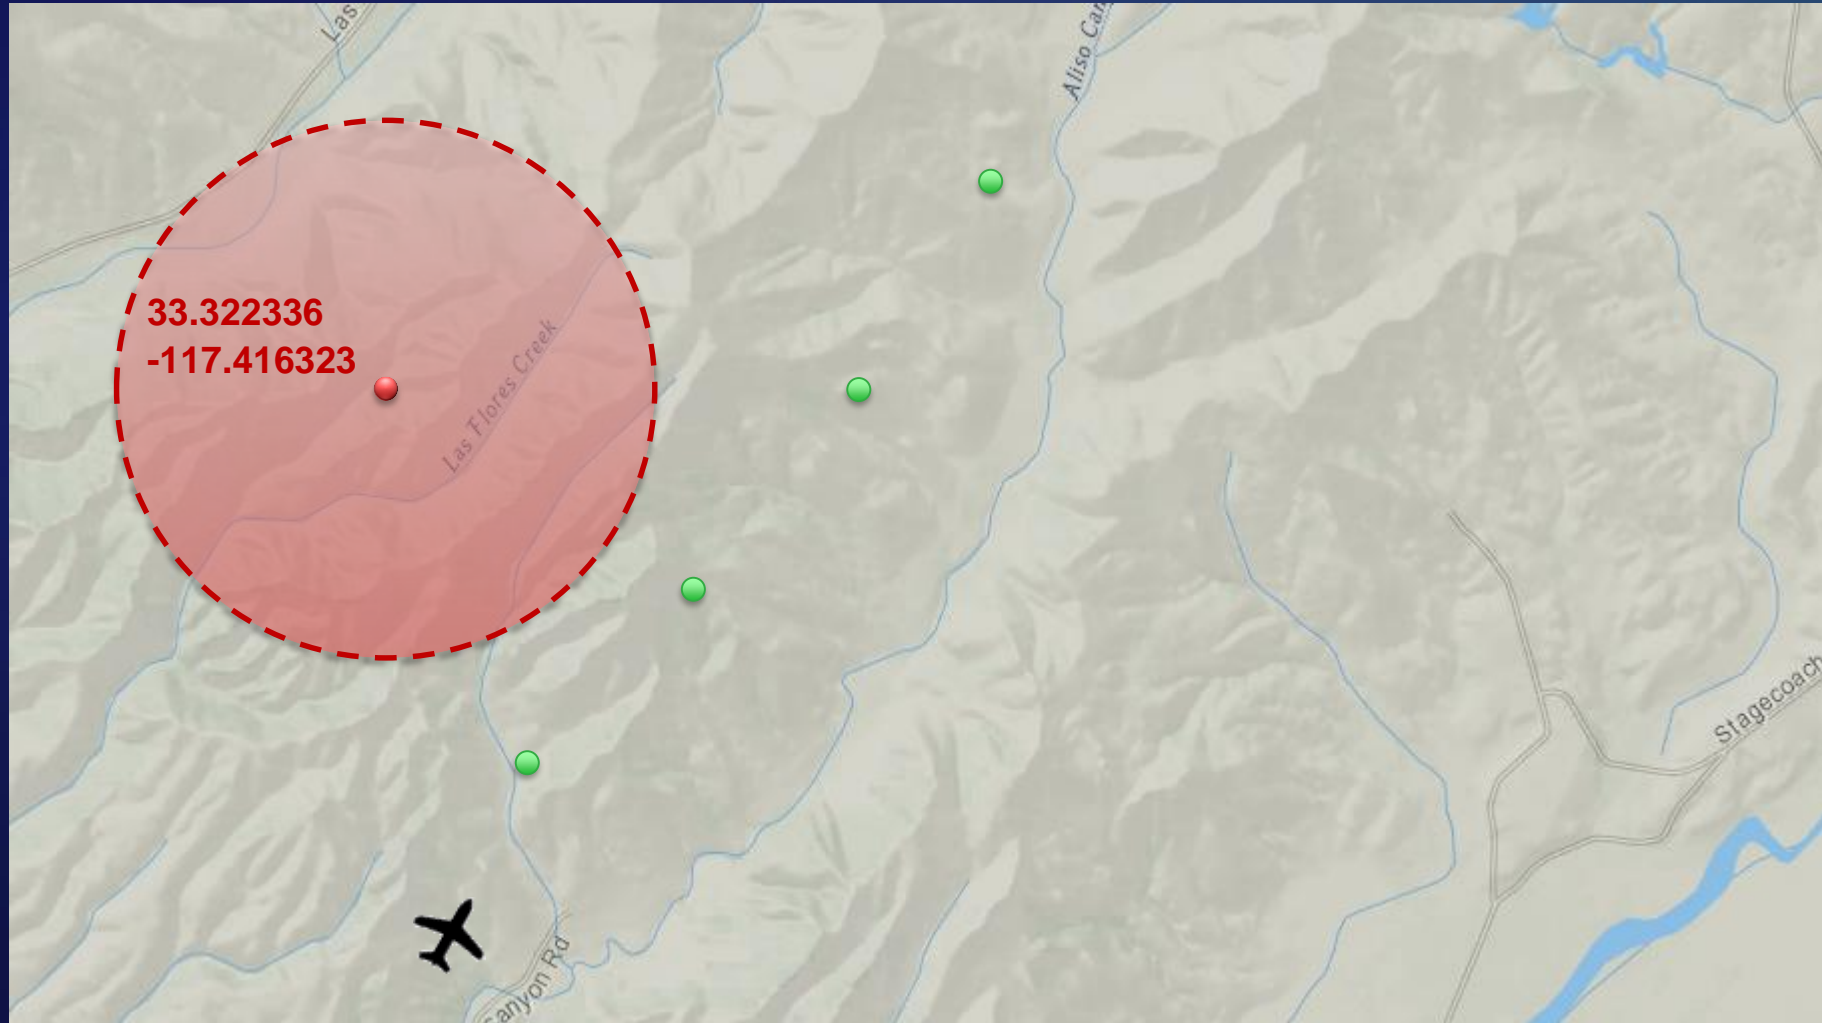 Las
Aliso Can
33.322336
-117.416323
Las Flores Creek
Stagecoach
anyon Rd